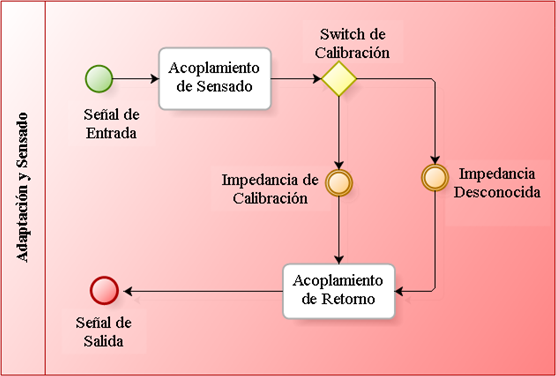 Adaptación y Sensado
Switch de
Calibración
Acoplamiento
de Sensado
Señal de
Entrada
Impedancia de
Calibración
Impedancia
Desconocida
Acoplamiento
de Retorno
Señal de
Salida